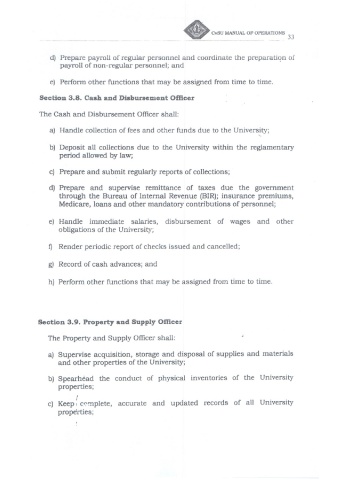 CvSU MANUAL OF OPERATIONS 33
d) Prepare payroll of regular personnel and coordinate the preparation of
payroll of non-regular personnel; and
e) Perform other functions that may be assigned from time to time.
Section 3.8. Cash and Disbursement Officer
The Cash and Disbursement Officer shall:
a) Handle collection of fees and other funds due to the University;
b) Deposit all collections due to the University within the reglamentary
period allowed by law;
c) Prepare and submit regularly reports of collections;
d) Prepare and supervise remittance of taxes due the government
through the Bureau of Internal Revenue (BIR); insurance premiums,
Medicare, loans and other mandatory contributions of personnel;
e) Handle immediate salaries, disbursement of wages and other
obligations of the University;
f) Render periodic report of checks issued and cancelled;
g) Record of cash advances; and
h) Perform other functions that may be assigned from time to time.
Section 3.9. Property and Supply Officer
The Property and Supply Officer shall:
a) Supervise acquisition, storage and disposal of supplies and materials
and other properties of the University;
b) Spearhead the conduct of physical inventories of the University
properties;
c) Keep complete, accurate and updated records of all University
properties;